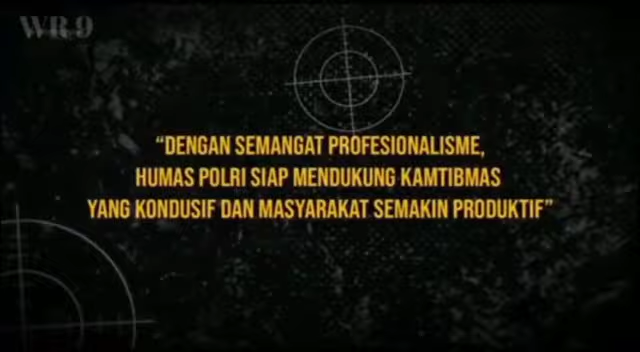 WR 9
“DENGAN SEMANGAT PROFESIONALISME,
HUMAS POLRI SIAP MENDUKUNG KAMTIBMAS
YANG KONDUSIF DAN MASYARAKAT SEMAKIN PRODUKTIF”